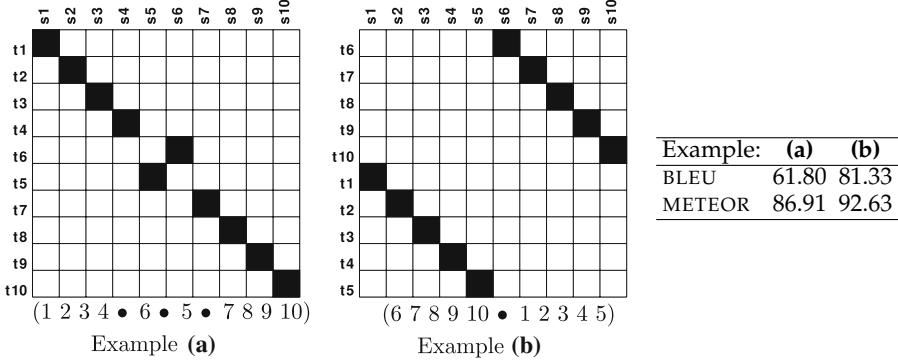 s1 s2 s3 s4 s5 s6 s7 s8 s9 s10
t1
t2
t3
t4
t6
t5
t7
t8
t9
t10
(1 2 3 4 • 6 • 5 • 7 8 9 10)
Example (a)
s1 s2 s3 s4 s5 s6 s7 s8 s9 s10
t6
t7
t8
t9
t10
t1
t2
t3
t4
t5
(6 7 8 9 10 • 1 2 3 4 5)
Example (b)
Example: (a) (b)
BLEU 61.80 81.33
METEOR 86.91 92.63